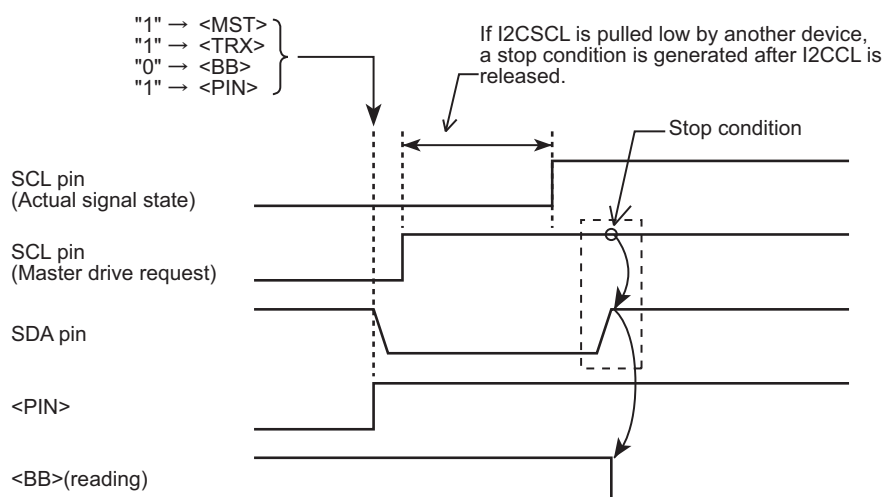 "1" → <MST>
"1" → <TRX>
"0" → <BB>
"1" → <PIN>
If I2CSCL is pulled low by another device,
a stop condition is generated after I2CCL is
released.
Stop condition
SCL pin
(Actual signal state)
SCL pin
(Master drive request)
SDA pin
<PIN>
<BB>(reading)